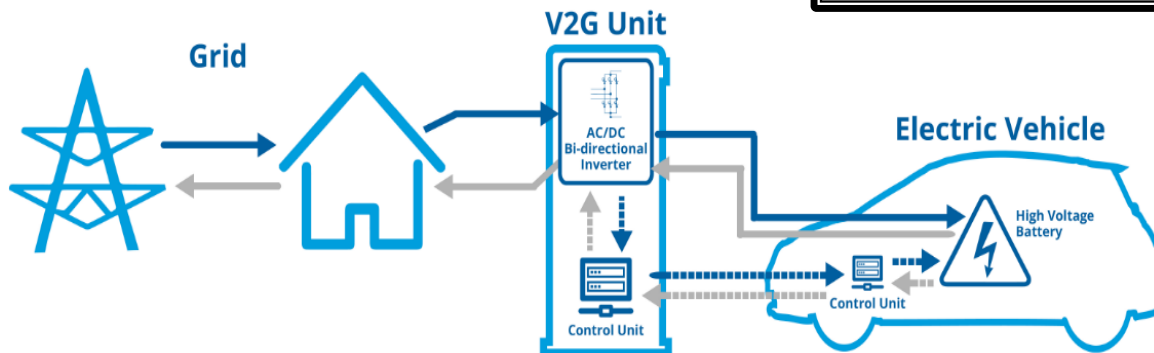 V2G Unit
Grid
AC/DC
Bi-directional
Inverter
Electric Vehicle
High Voltage
Battery
Control Unit
Control Unit